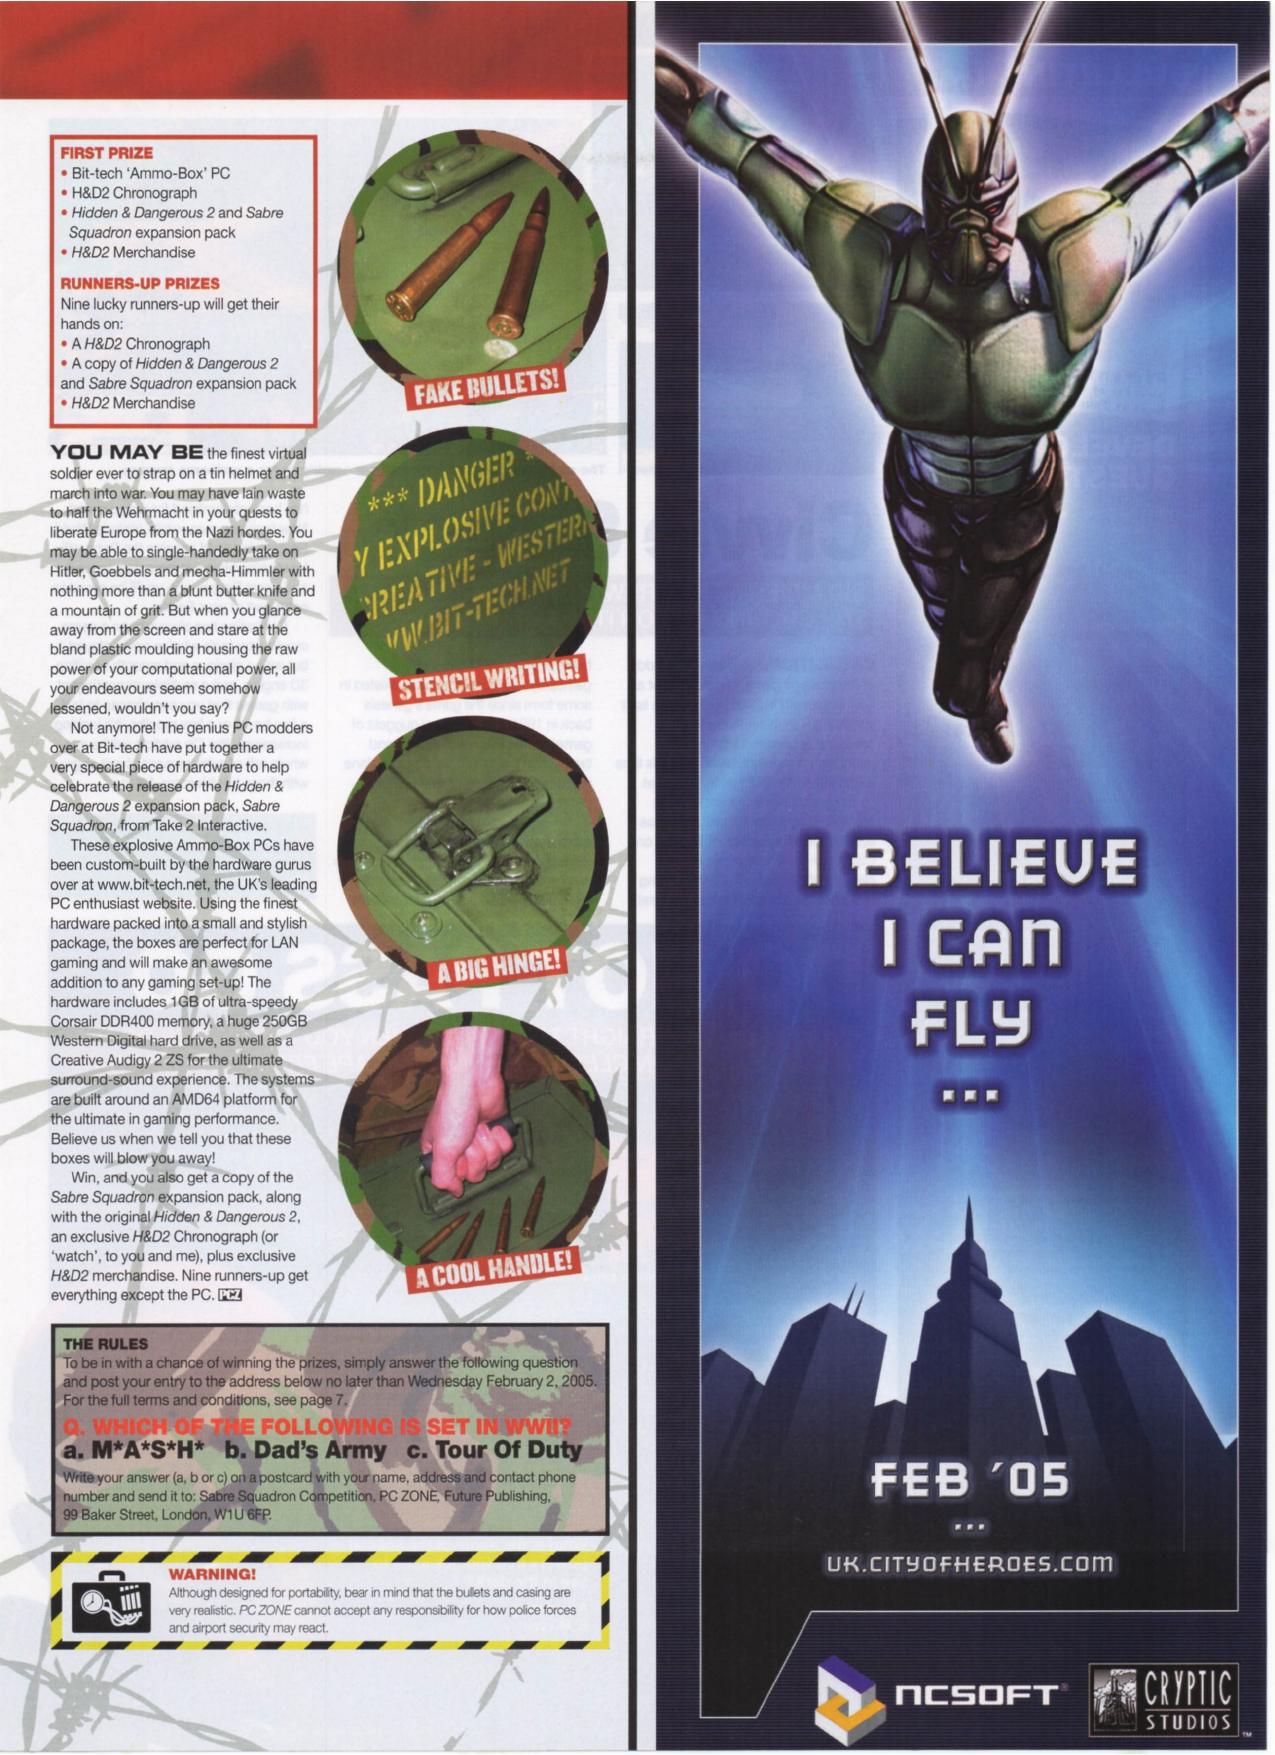 FIRST PRIZE
• Bit-tech ‘Ammo-Box’ PC
• H&D2 Chronograph
• Hidden & Dangerous 2 and Sabre
Squadron expansion pack
• H&D2 Merchandise
RUNNERS-UP PRIZES
Nine lucky runners-up will get their
hands on:
• A H&D2 Chronograph
• A copy of Hidden & Dangerous 2
and Sabre Squadron expansion pack
• H&D2 Merchandise
YOU MAY BE the finest virtual
soldier ever to strap on a tin helmet and
march into war. You may have lain waste
to half the Wehrmacht in your quests to
liberate Europe from the Nazi hordes. You
may be able to single-handedly take on
Hitler, Goebbels and mecha-Himmler with
nothing more than a blunt butter knife and
a mountain of grit. But when you glance
away from the screen and stare at the
bland plastic moulding housing the raw
power of your computational power, all
your endeavours seem somehow
lessened, wouldn't you say?
Not anymore! The genius PC modders
over at Bit-tech have put together a
very special piece of hardware to help
celebrate the release of the Hidden &
Dangerous 2 expansion pack, Sabre
Squadron, from Take 2 Interactive.
These explosive Ammo-Box PCs have
been custom-built by the hardware gurus
over at www.bit-tech.net, the UK's leading
PC enthusiast website. Using the finest
hardware packed into a small and stylish
package, the boxes are perfect for LAN
gaming and will make an awesome
addition to any gaming set-up! The
hardware includes 1GB of ultra-speedy
Corsair DDR400 memory, a huge 250GB
Western Digital hard drive, as well as a
Creative Audigy 2 ZS for the ultimate
surround-sound experience. The systems
are built around an AMD64 platform for
the ultimate in gaming performance.
Believe us when we tell you that these
boxes will blow you away!
Win, and you also get a copy of the
Sabre Squadron expansion pack, along
with the original Hidden & Dangerous 2,
an exclusive H&D2 Chronograph (or
‘watch’, to you and me), plus exclusive
H&D2 merchandise. Nine runners-up get
everything except the PC. PCZ
FAKE BULLETS!
*** DANGER *
Y EXPLOSIVE CONT
CREATIVE - WESTERN
WW.BIT-TECH.NET
STENCIL WRITING!
A BIG HINGE!
A COOL HANDLE!
THE RULES
To be in with a chance of winning the prizes, simply answer the following question
and post your entry to the address below no later than Wednesday February 2, 2005.
For the full terms and conditions, see page 7.
Q. WHICH OF THE FOLLOWING IS SET IN WWII?
a. M*A*S*H* b. Dad's Army c. Tour Of Duty
Write your answer (a, b or c) on a postcard with your name, address and contact phone
number and send it to: Sabre Squadron Competition, PC ZONE, Future Publishing,
99 Baker Street, London, W1U 6FP.
WARNING!
Although designed for portability, bear in mind that the bullets and casing are
very realistic. PC ZONE cannot accept any responsibility for how police forces
and airport security may react.
I BELIEVE
I CAN
FLY
...
FEB '05
...
UK.CITYOFHEROES.COM
NCSOFT®
CRYPTIC
STUDIOS
™